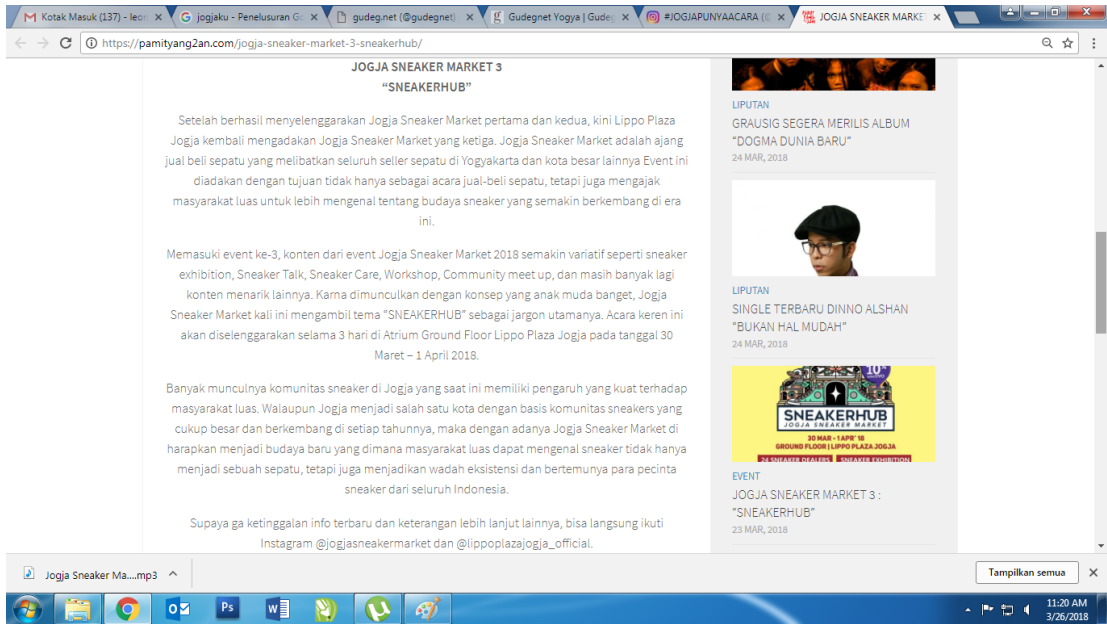 Kotak Masuk (137) - leon
jogjaku - Penelusuran Go
gudeg.net (@gudegnet)
Gudegnet Yogya | Gudeg
#JOGJAPUNYAACARA (@
JOGJA SNEAKER MARKE
https://pamityang2an.com/jogja-sneaker-market-3-sneakerhub/
JOGJA SNEAKER MARKET 3
“SNEAKERHUB”
Setelah berhasil menyelenggarakan Jogja Sneaker Market pertama dan kedua, kini Lippo Plaza
Jogja kembali mengadakan Jogja Sneaker Market yang ketiga. Jogja Sneaker Market adalah ajang
jual beli sepatu yang melibatkan seluruh seller sepatu di Yogyakarta dan kota besar lainnya Event ini
diadakan dengan tujuan tidak hanya sebagai acara jual-beli sepatu, tetapi juga mengajak
masyarakat luas untuk lebih mengenal tentang budaya sneaker yang semakin berkembang di era
ini.
Memasuki event ke-3, konten dari event Jogja Sneaker Market 2018 semakin variatif seperti sneaker
exhibition, Sneaker Talk, Sneaker Care, Workshop, Community meet up, dan masih banyak lagi
konten menarik lainnya. Karna dimunculkan dengan konsep yang anak muda banget, Jogja
Sneaker Market kali ini mengambil tema “SNEAKERHUB” sebagai jargon utamanya. Acara keren ini
akan diselenggarakan selama 3 hari di Atrium Ground Floor Lippo Plaza Jogja pada tanggal 30
Maret – 1 April 2018.
Banyak munculnya komunitas sneaker di Jogja yang saat ini memiliki pengaruh yang kuat terhadap
masyarakat luas. Walaupun Jogja menjadi salah satu kota dengan basis komunitas sneakers yang
cukup besar dan berkembang di setiap tahunnya, maka dengan adanya Jogja Sneaker Market di
harapkan menjadi budaya baru yang dimana masyarakat luas dapat mengenal sneaker tidak hanya
menjadi sebuah sepatu, tetapi juga menjadikan wadah eksistensi dan bertemunya para pecinta
sneaker dari seluruh Indonesia.
Supaya ga ketinggalan info terbaru dan keterangan lebih lanjut lainnya, bisa langsung ikuti
Instagram @jogjasneakermarket dan @lippoplazajogja_official.
LIPUTAN
GRAUSIG SEGERA MERILIS ALBUM
“DOGMA DUNIA BARU”
24 MAR, 2018
LIPUTAN
SINGLE TERBARU DINNO ALSHAN
“BUKAN HAL MUDAH”
24 MAR, 2018
10th
SNEAKERHUB
JOGJA SNEAKER MARKET
30 MAR - 1 APR' 18
GROUND FLOOR | LIPPO PLAZA JOGJA
24 SNEAKER DEALERS SNEAKER EXHIBITION
EVENT
JOGJA SNEAKER MARKET 3 :
“SNEAKERHUB”
23 MAR, 2018
Jogja Sneaker Ma....mp3
Tampilkan semua
Ps
11:20 AM
3/26/2018